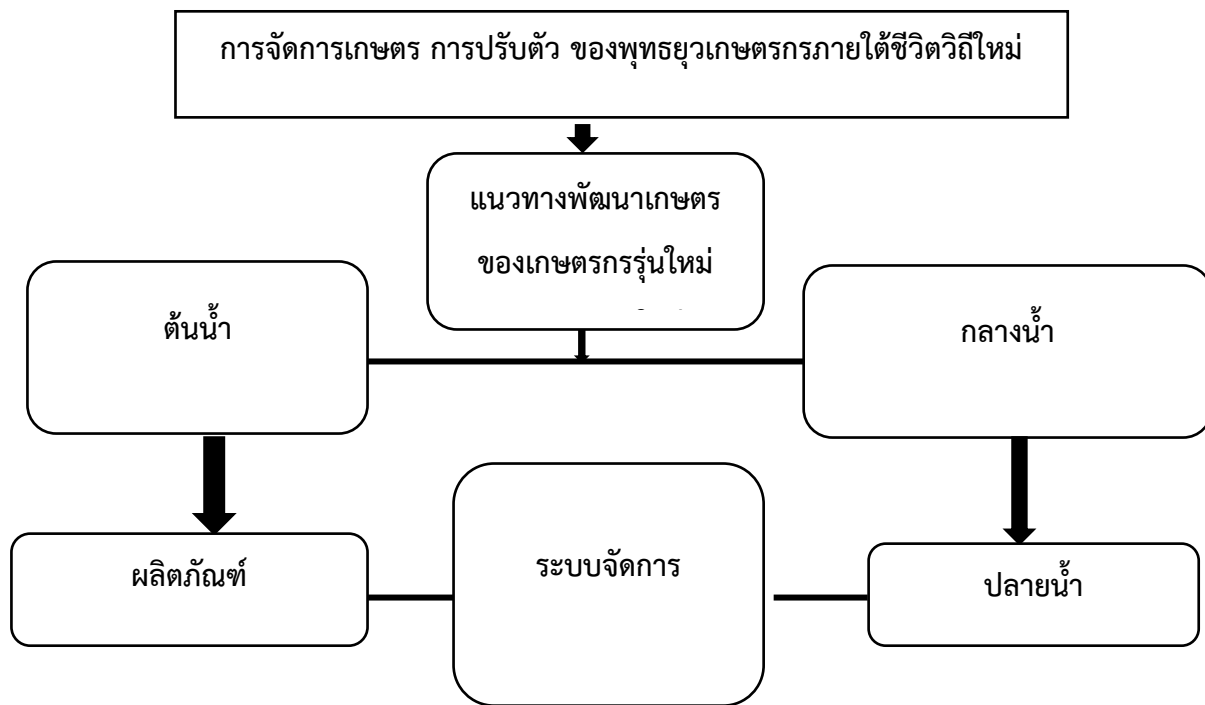 การจัดการเกษตร การปรับตัว ของพุทธยุวเกษตรกรภายใต้ชีวิตวิถีใหม่
แนวทางพัฒนาเกษตร
ของเกษตรกรรุ่นใหม่
ต้นน้ำ
กลางน้ำ
ผลิตภัณฑ์
ระบบจัดการ
ปลายน้ำ